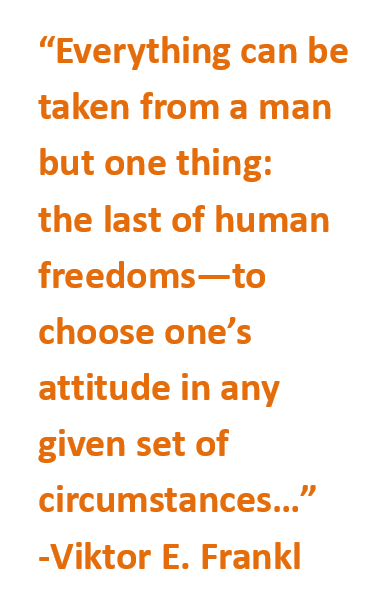 “Everything can be
taken from a man
but one thing:
the last of human
freedoms—to
choose one’s
attitude in any
given set of
circumstances...”
-Viktor E. Frankl